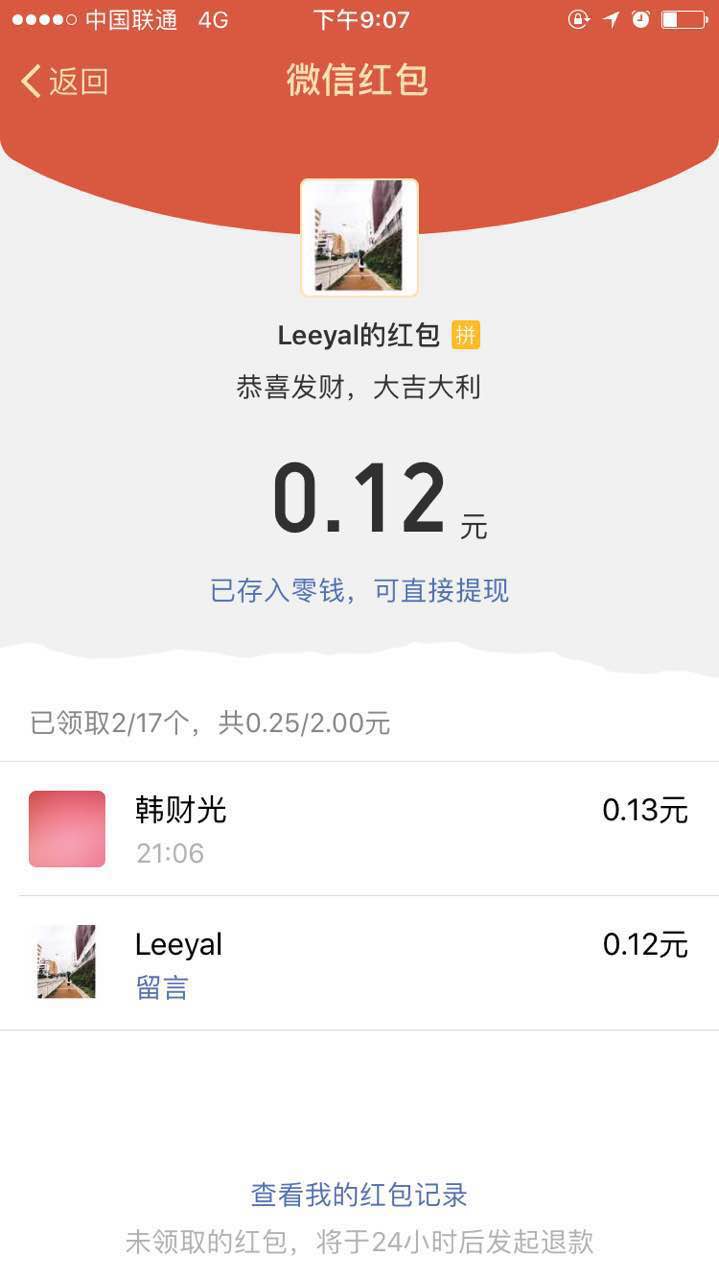 中国联通 4G 下午9:07
返回 微信红包
Leeyal的红包 拼
恭喜发财，大吉大利
0.12 元
已存入零钱，可直接提现
已领取2/17个，共0.25/2.00元
韩财光 0.13元
21:06
Leeyal 0.12元
留言
查看我的红包记录
未领取的红包，将于24小时后发起退款